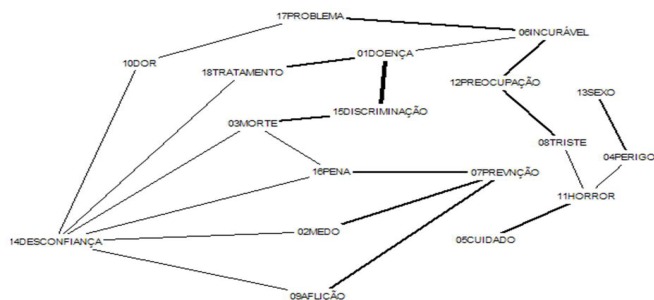 17PROBLEMA
06INCURÁVEL
01DOENÇA
10DOR
18TRATAMENTO
12PREOCUPAÇÃO
13SEXO
15DISCRIMINAÇÃO
03MORTE
08TRISTE
04PERIGO
16PENA
07PREVNÇÃO
11HORROR
02MEDO
14DESCONFIANÇA
05CUIDADO
09AFLIÇÃO